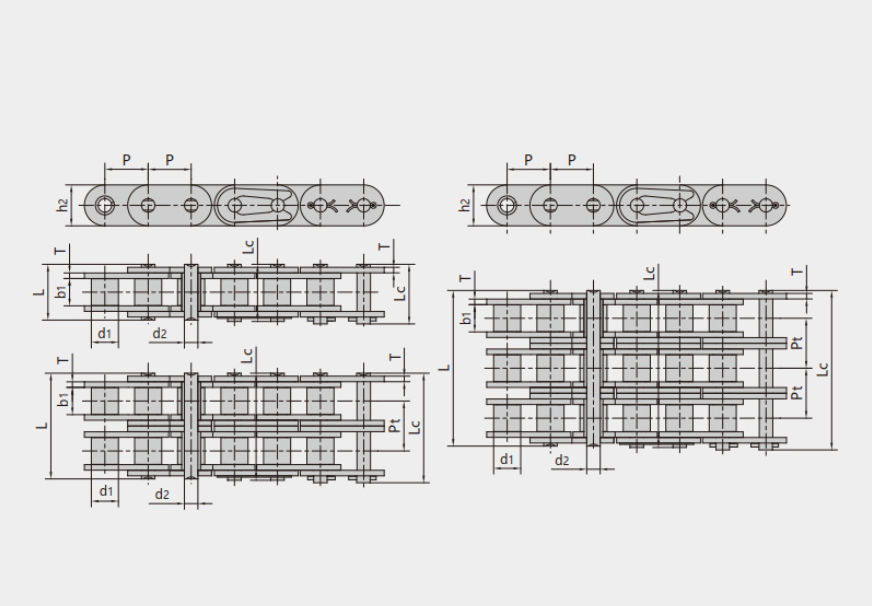 P P
h2
T Lc T
L b1 Lc
d1 d2
T Lc T
L b1 Pt Lc
d1 d2
P P
h2
T Lc T
b1
L Pt Lc
Pt
d1 d2